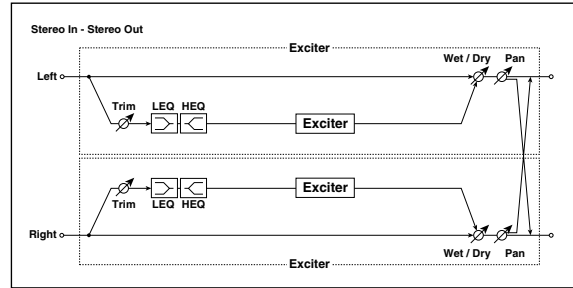 Stereo In - Stereo Out
Exciter
Wet / Dry Pan
Left
Trim LEQ HEQ
Exciter
Exciter
Trim LEQ HEQ
Right
Wet / Dry Pan
Exciter